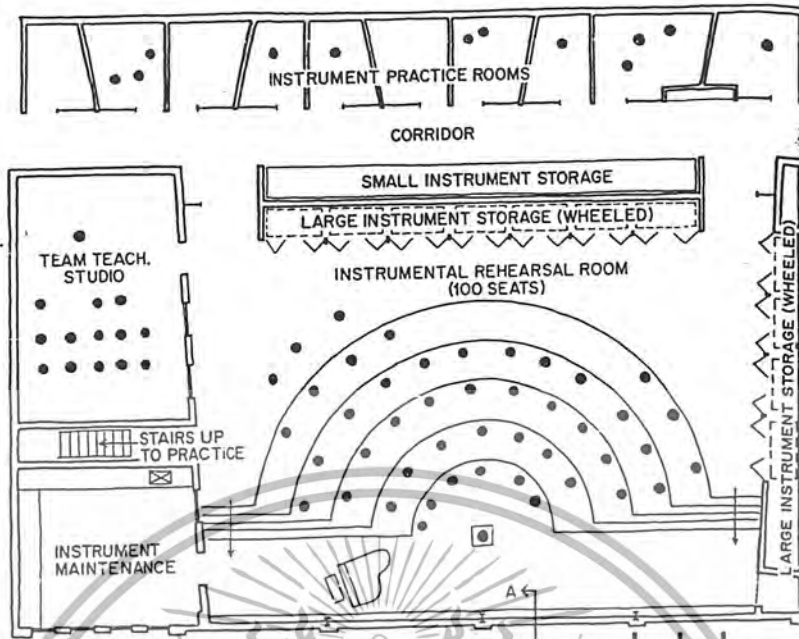 INSTRUMENT PRACTICE ROOMS
CORRIDOR
SMALL INSTRUMENT STORAGE
LARGE INSTRUMENT STORAGE (WHEELED)
TEAM TEACH.
STUDIO
INSTRUMENTAL REHEARSAL ROOM
(100 SEATS)
LARGE INSTRUMENT STORAGE (WHEELED)
STAIRS UP
TO PRACTICE
INSTRUMENT
MAINTENANCE
A